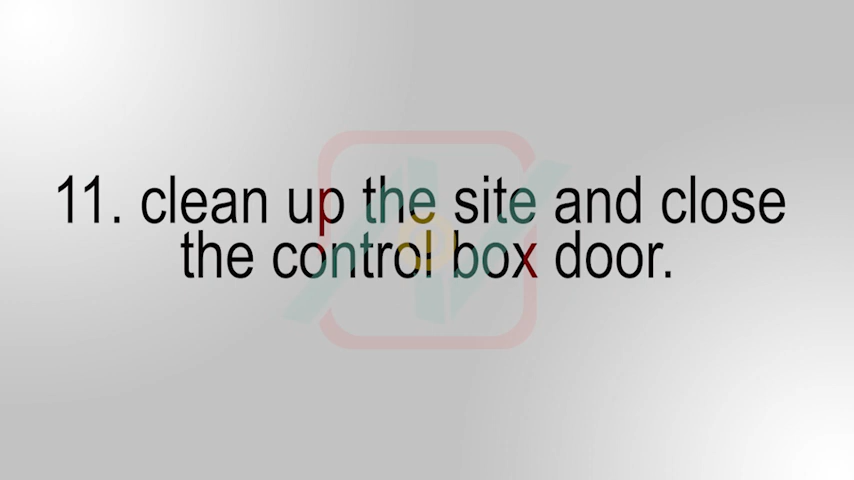 11. clean up the site and close
the control box door.